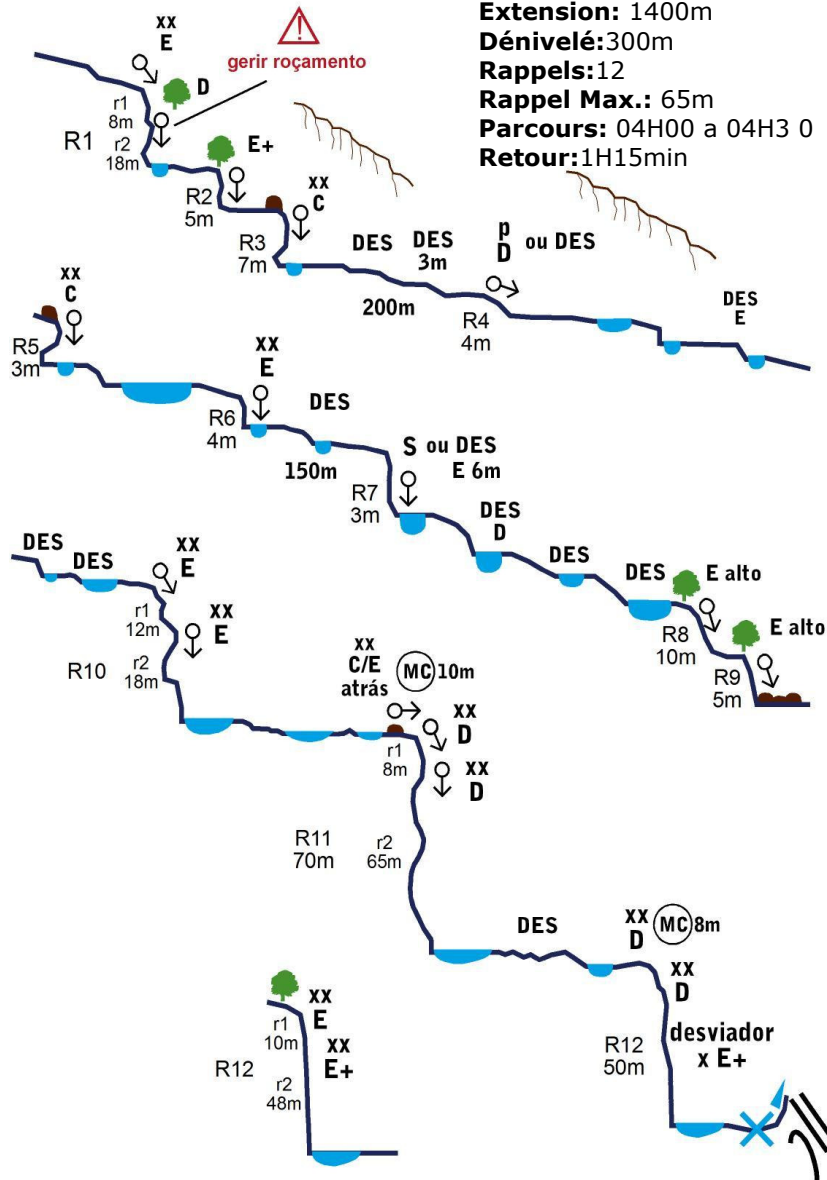 Extension: 1400m
Dénivelé:300m
Rappels:12
Rappel Max.: 65m
Parcours: 04H00 a 04H3 0
Retour:1H15min
xx
E
gerir roçamento
D
r1
8m
R1
r2
18m
E+
R2
5m
xx
C
R3
7m
DES
DES
3m
200m
p
D ou DES
R4
4m
DES
E
xx
C
R5
3m
xx
E
R6
4m
DES
150m
S ou DES
E 6m
R7
3m
DES
D
DES
DES
E alto
R8
10m
E alto
R9
5m
DES
DES
xx
E
r1
12m
xx
E
R10
r2
18m
xx
C/E
atrás
MC 10m
xx
D
r1
8m
xx
D
R11
70m
r2
65m
DES
xx
D
MC 8m
xx
D
R12
50m
desviador
x E+
xx
E
r1
10m
xx
E+
R12
r2
48m